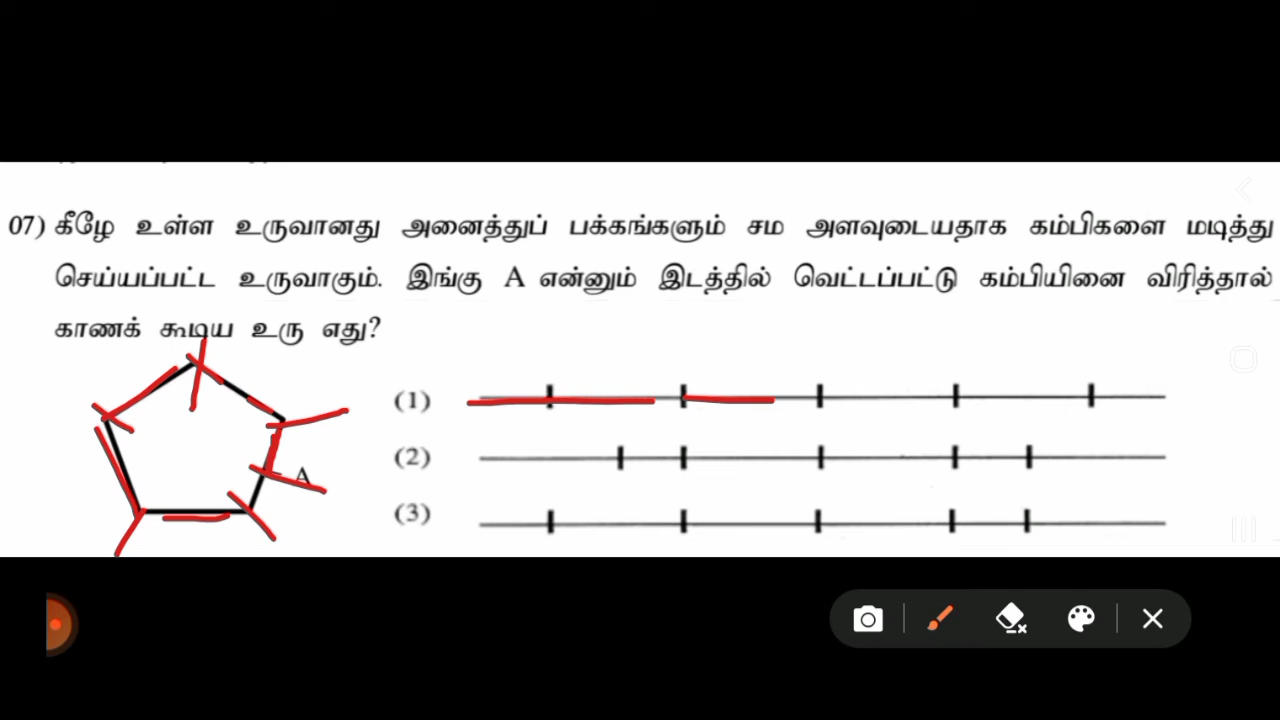 07) கீழே உள்ள உருவானது அனைத்துப் பக்கங்களும் சம அளவுடையதாக கம்பிகளை மடித்து
செய்யப்பட்ட உருவாகும். இங்கு A என்னும் இடத்தில் வெட்டப்பட்டு கம்பியினை விரித்தால்
காணக் கூடிய உரு எது?
A
(1)
(2)
(3)